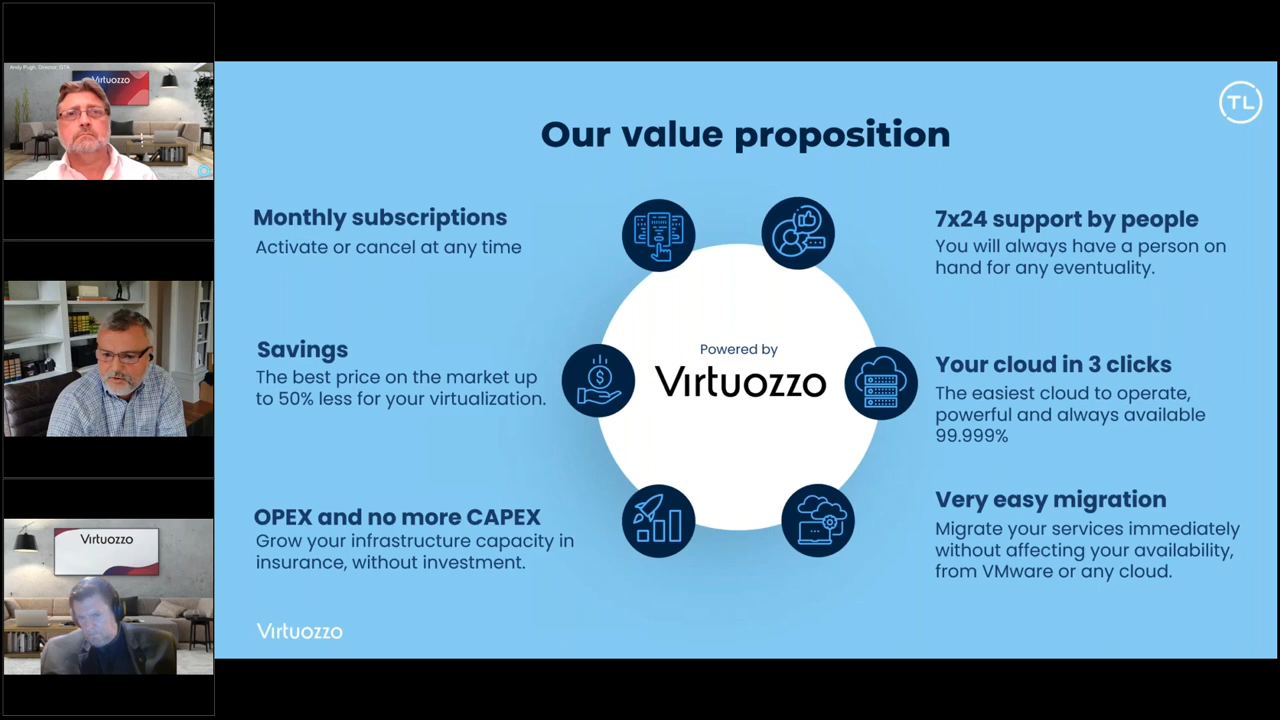 Andy Pugh, Director, GTA
Virtuozzo
Virtuozzo
TL
Our value proposition
Monthly subscriptions
Activate or cancel at any time
Savings
The best price on the market up
to 50% less for your virtualization.
OPEX and no more CAPEX
Grow your infrastructure capacity in
insurance, without investment.
Powered by
Virtuozzo
7x24 support by people
You will always have a person on
hand for any eventuality.
Your cloud in 3 clicks
The easiest cloud to operate,
powerful and always available
99.999%
Very easy migration
Migrate your services immediately
without affecting your availability,
from VMware or any cloud.
Virtuozzo